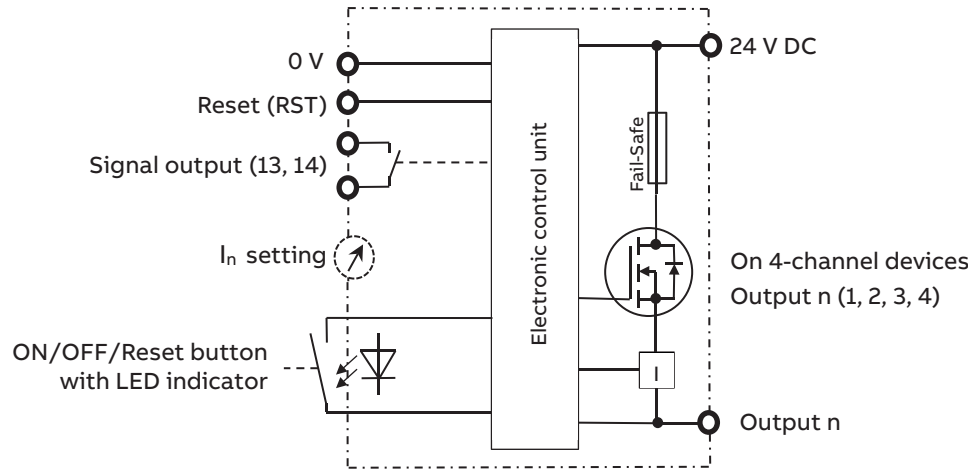 0 V
Reset (RST)
Signal output (13, 14)
In setting
ON/OFF/Reset button
with LED indicator
Electronic control unit
24 V DC
Fail-Safe
On 4-channel devices
Output n (1, 2, 3, 4)
I
Output n